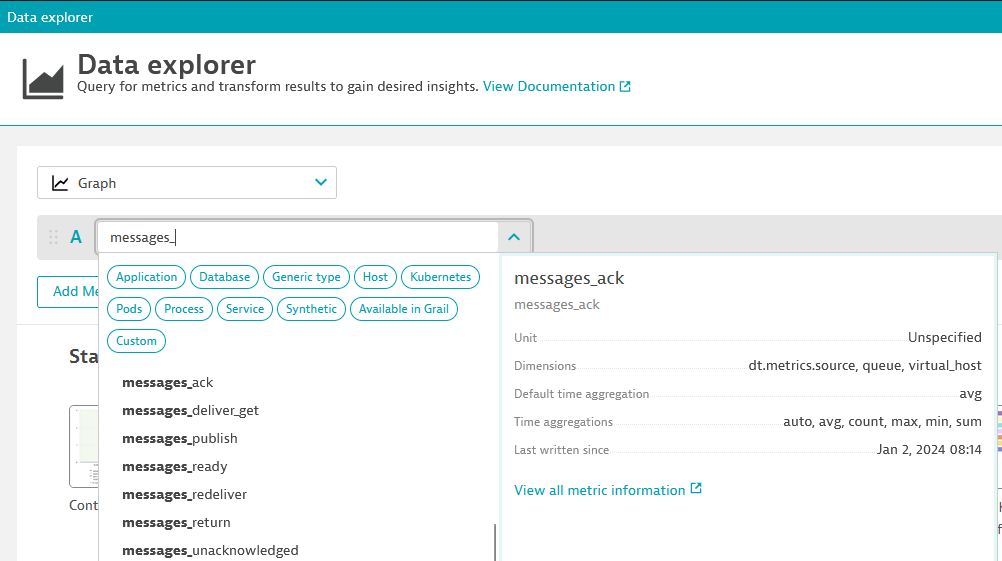 Data explorer
Data explorer
Query for metrics and transform results to gain desired insights. View Documentation
Graph
A
messages_
Add Me
Application
Database
Generic type
Host
Kubernetes
Pods
Process
Service
Synthetic
Available in Grail
Custom
Sta
Cont
messages_ack
messages_deliver_get
messages_publish
messages_ready
messages_redeliver
messages_return
messages_unacknowledged
messages_ack
messages_ack
Unit Unspecified
Dimensions dt.metrics.source, queue, virtual_host
Default time aggregation avg
Time aggregations auto, avg, count, max, min, sum
Last written since Jan 2, 2024 08:14
View all metric information